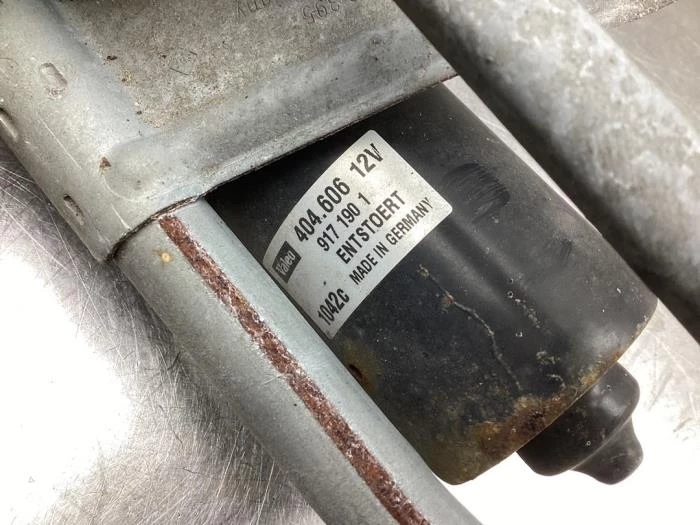 Valeo
404.606 12V
917 190 1
ENTSTOERT
1042C MADE IN GERMANY